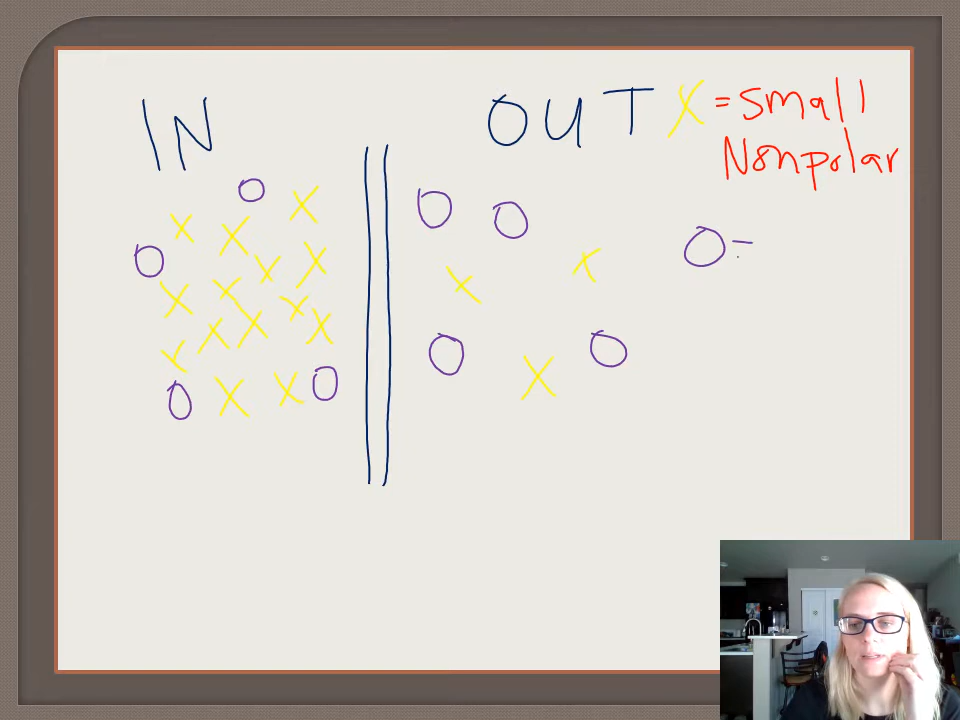 IN
OUT X = small
Nonpolar
O O X
X X
O X X
X X X
X X X X
X X
O X X O
O O
X X
O X O
O =